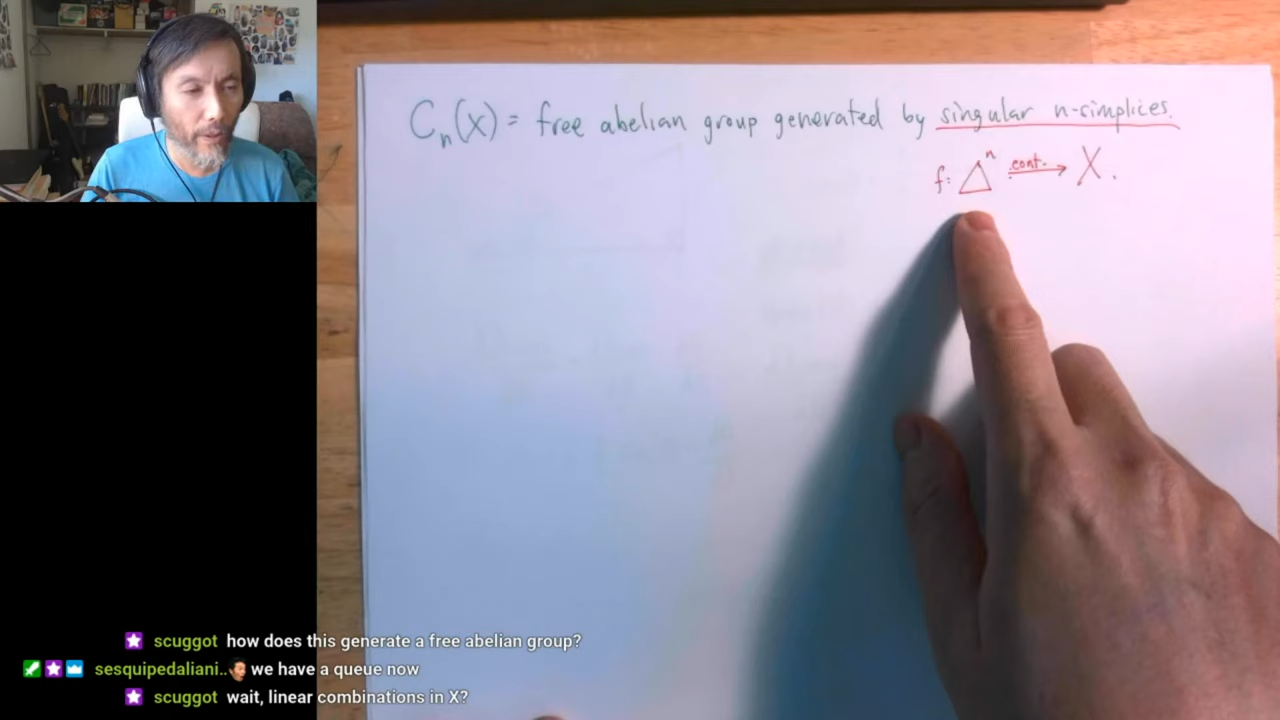 Cₙ(X) = free abelian group generated by singular n-simplices.
f: Δⁿ cont. → X.
scuggot how does this generate a free abelian group?
sesquipedaliani.. we have a queue now
scuggot wait, linear combinations in X?